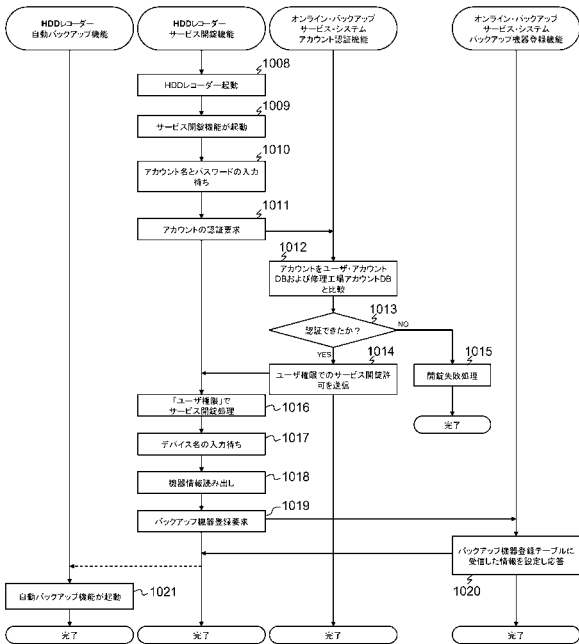 HDDレコーダー
自動バックアップ機能
HDDレコーダー
サービス開錠機能
オンライン・バックアップ
サービス・システム
アカウント認証機能
オンライン・バックアップ
サービス・システム
バックアップ機器登録機能
1008
HDDレコーダー起動
1009
サービス開錠機能が起動
1010
アカウント名とパスワードの入力
待ち
1011
アカウントの認証要求
1012
アカウントをユーザ・アカウント
DBおよび修理工場アカウントDB
と比較
1013
認証できたか？
NO
YES
1014
ユーザ権限でのサービス開錠許
可を送信
1015
開錠失敗処理
完了
「ユーザ権限」で
サービス開錠処理
1016
デバイス名の入力待ち
1017
機器情報読み出し
1018
バックアップ機器登録要求
1019
バックアップ機器登録テーブルに
受信した情報を設定し応答
1020
自動バックアップ機能が起動
1021
完了
完了
完了
完了